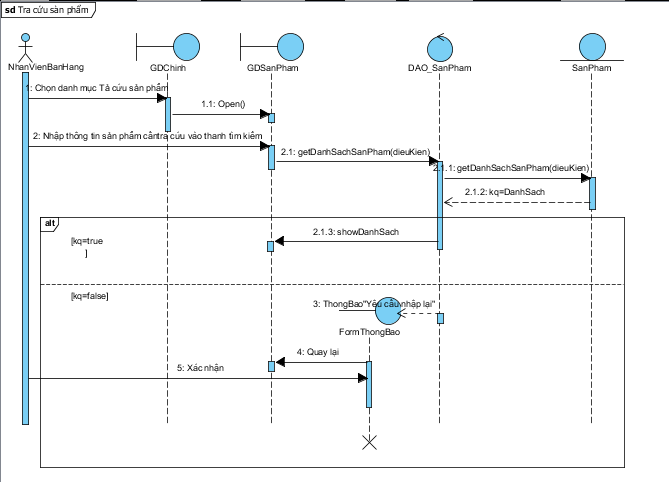 sd Tra cứu sản phẩm
NhanVienBanHang
GDChinh
GDSanPham
DAO_SanPham
SanPham
1: Chọn danh mục Tả cứu sản phẩm
1.1: Open()
2: Nhập thông tin sản phẩm cần tra cứu vào thanh tìm kiếm
2.1: getDanhSachSanPham(dieuKien)
2.1.1: getDanhSachSanPham(dieuKien)
2.1.2: kq=DanhSach
alt
2.1.3: showDanhSach
[kq=true
]
[kq=false]
3: ThongBao"Yêu cầu nhập lại"
FormThongBao
4: Quay lại
5: Xác nhận